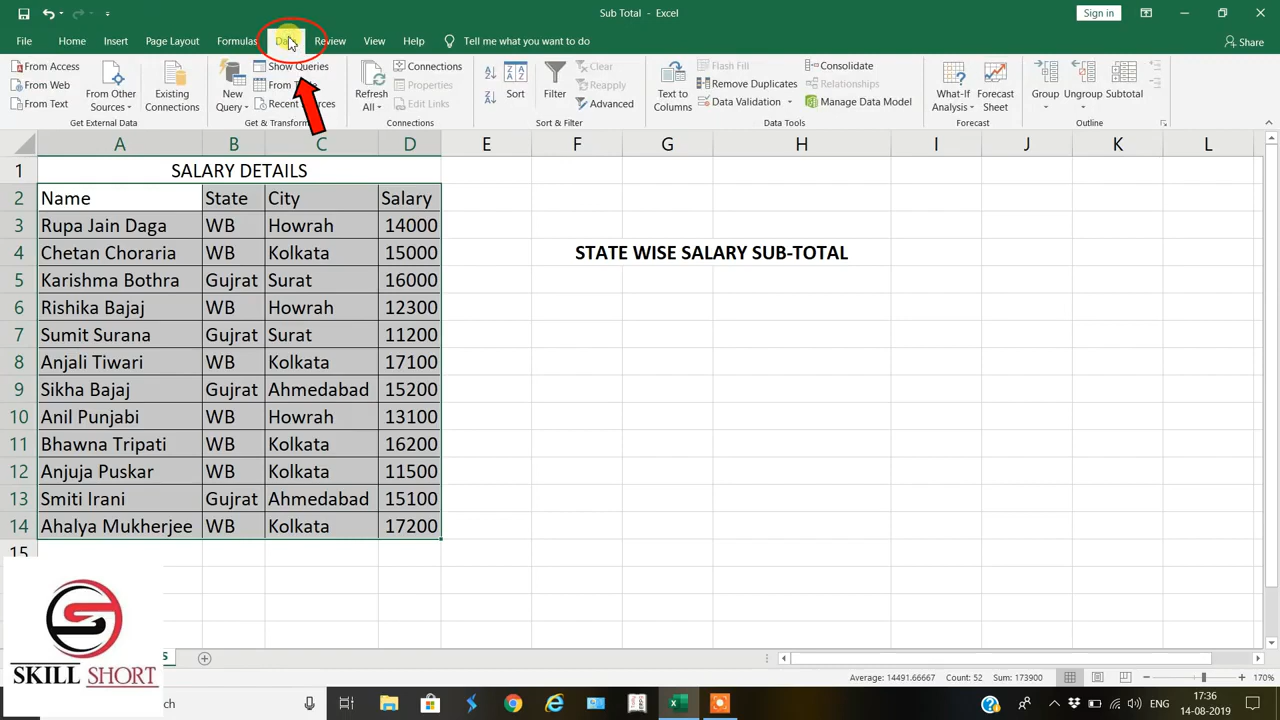 Sub Total - Excel
Sign in
File Home Insert Page Layout Formulas Review View Help Tell me what you want to do Share
From Access
From Web
From Text
From Other Sources
Existing Connections
Get External Data
New Query
Show Queries
Get & Transform
Refresh All
Connections
Properties
Edit Links
Connections
Sort
Filter
Clear
Reapply
Advanced
Sort & Filter
Text to Columns
Flash Fill
Remove Duplicates
Data Validation
Consolidate
Relationships
Manage Data Model
Data Tools
What-If Analysis
Forecast Sheet
Forecast
Group
Ungroup
Subtotal
Outline
A B C D E F G H I J K L
1 SALARY DETAILS
2 Name State City Salary
3 Rupa Jain Daga WB Howrah 14000
4 Chetan Choraria WB Kolkata 15000 STATE WISE SALARY SUB-TOTAL
5 Karishma Bothra Gujrat Surat 16000
6 Rishika Bajaj WB Howrah 12300
7 Sumit Surana Gujrat Surat 11200
8 Anjali Tiwari WB Kolkata 17100
9 Sikha Bajaj Gujrat Ahmedabad 15200
10 Anil Punjabi WB Howrah 13100
11 Bhawna Tripati WB Kolkata 16200
12 Anjuja Puskar WB Kolkata 11500
13 Smiti Irani Gujrat Ahmedabad 15100
14 Ahalya Mukherjee WB Kolkata 17200
15
SKILL SHORT
Average: 14491.66667 Count: 52 Sum: 173900 170%
ENG
17:36
14-08-2019